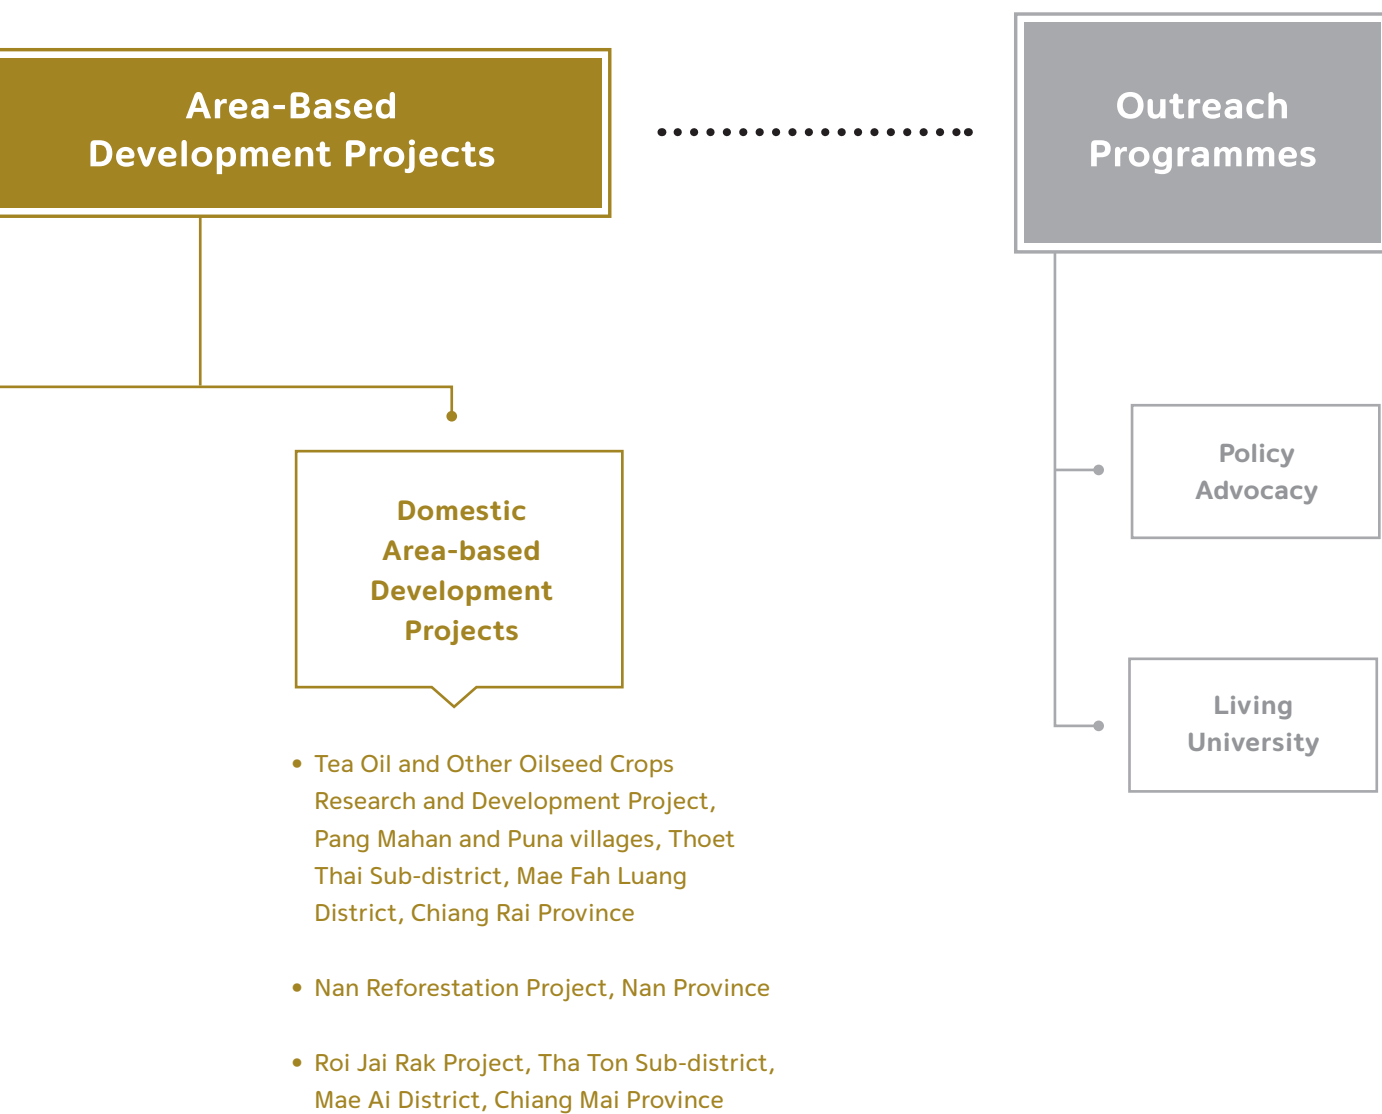 Area-Based
Development Projects
Outreach
Programmes
Domestic
Area-based
Development
Projects
Policy
Advocacy
Living
University
• Tea Oil and Other Oilseed Crops
Research and Development Project,
Pang Mahan and Puna villages, Thoet
Thai Sub-district, Mae Fah Luang
District, Chiang Rai Province
• Nan Reforestation Project, Nan Province
• Roi Jai Rak Project, Tha Ton Sub-district,
Mae Ai District, Chiang Mai Province